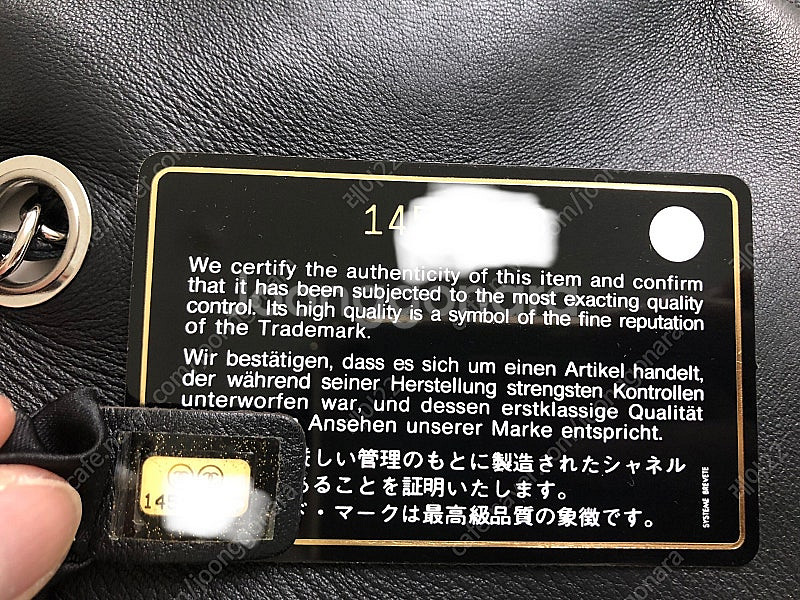 145
We certify the authenticity of this item and confirm
that it has been subjected to the most exacting quality
control. Its high quality is a symbol of the fine reputation
of the Trademark.
Wir bestätigen, dass es sich um einen Artikel handelt,
der während seiner Herstellung strengsten Kontrollen
unterworfen war, und dessen erstklassige Qualität
Ansehen unserer Marke entspricht.
しい管理のもとに製造されたシャネル
あることを証明いたします。
・マークは最高級品質の象徴です。
SYSTEME BREVETE
145